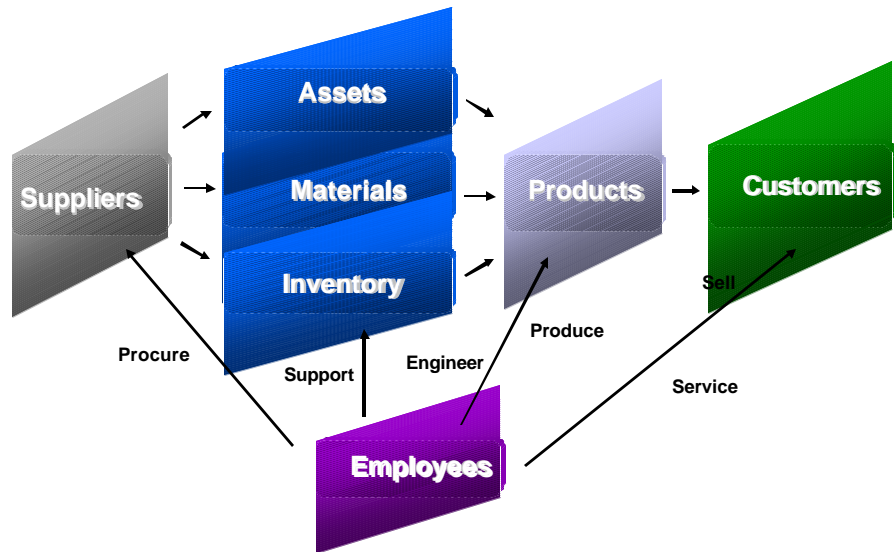 Assets
Suppliers
Materials
Products
Customers
Inventory
Sell
Procure
Support
Engineer
Produce
Service
Employees